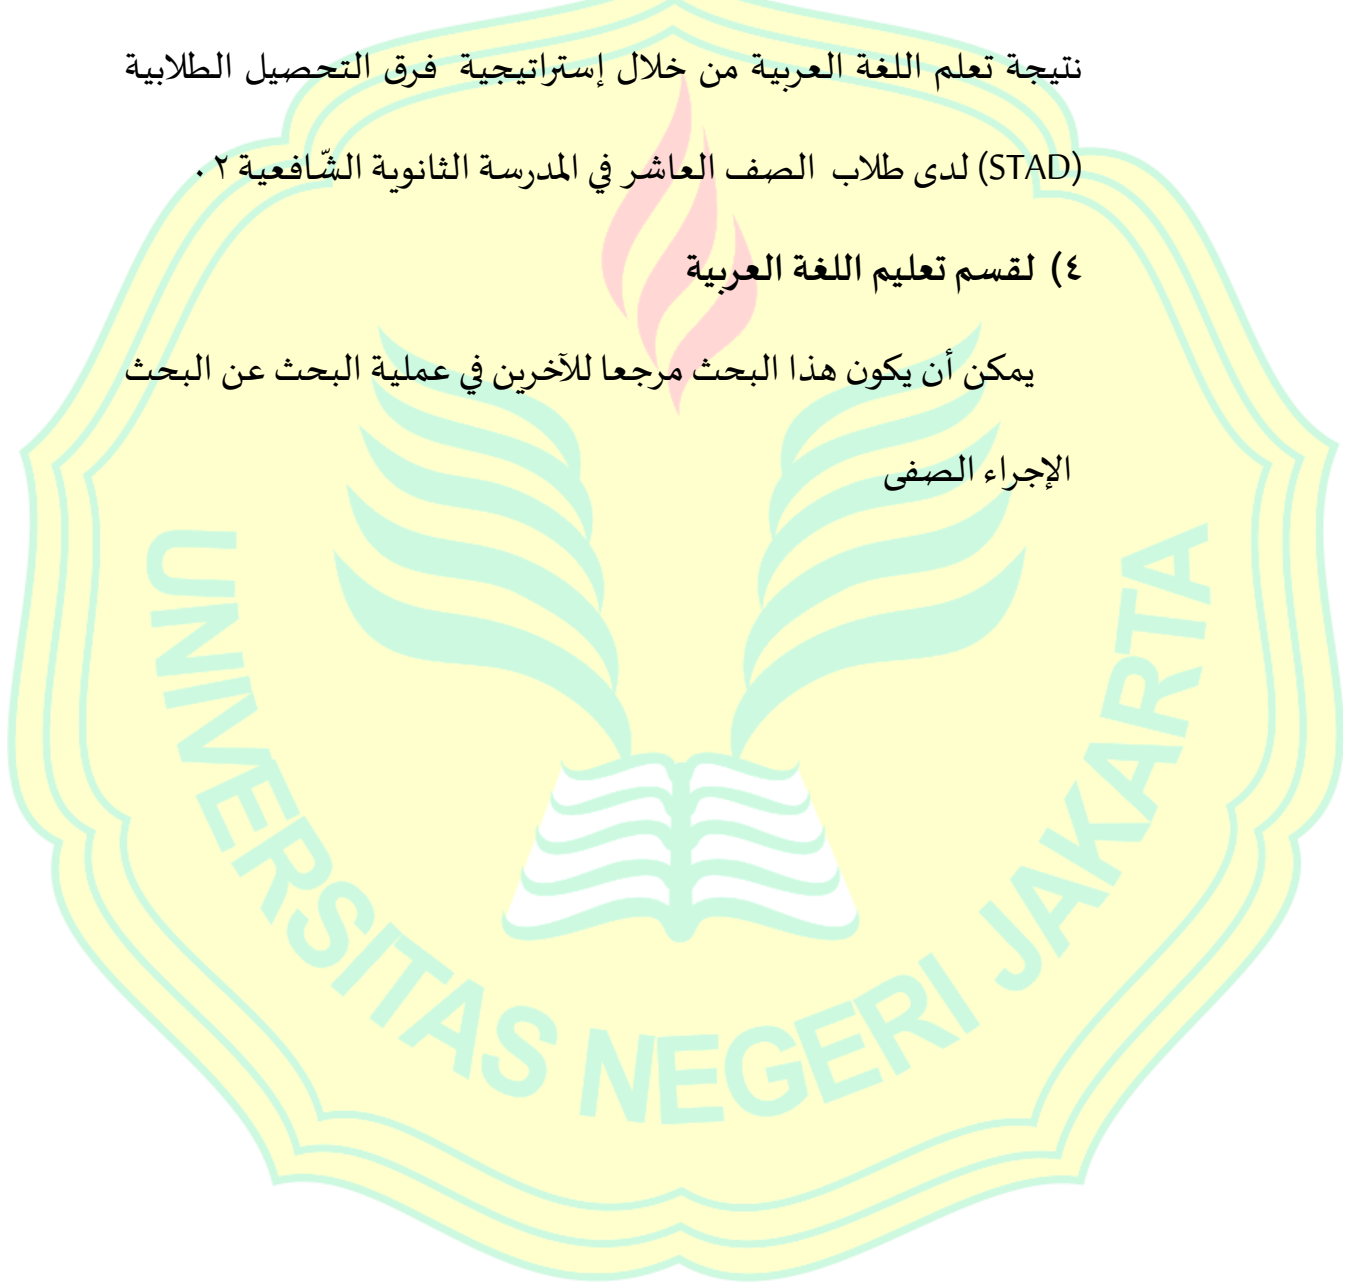 نتيجة تعلم اللغة العربية من خلال إستراتيجية فرق التحصيل الطلابية
(STAD) لدى طلاب الصف العاشر في المدرسة الثانوية الشّافعية ٢٠
٤) لقسم تعليم اللغة العربية
يمكن أن يكون هذا البحث مرجعا للآخرين في عملية البحث عن البحث
الإجراء الصفى
UNIVERSITAS NEGERI JAKARTA